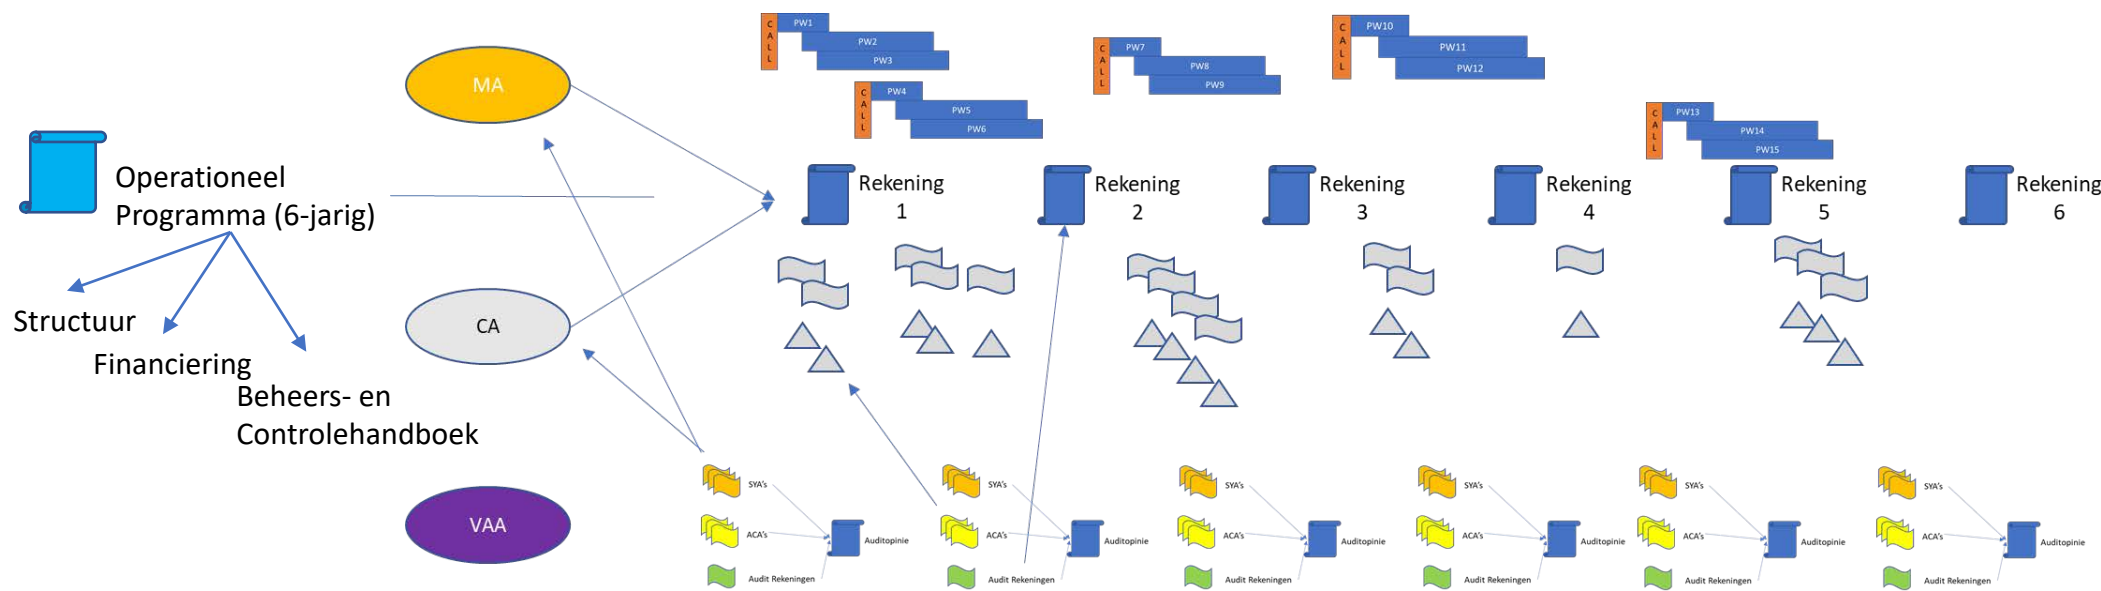 Operationeel
Programma (6-jarig)
Structuur
Financiering
Beheers- en
Controlehandboek
MA
CA
VAA
CALL
PW1
PW2
PW3
CALL
PW4
PW5
PW6
CALL
PW7
PW8
PW9
CALL
PW10
PW11
PW12
CALL
PW13
PW14
PW15
Rekening
1
Rekening
2
Rekening
3
Rekening
4
Rekening
5
Rekening
6
SYA's
ACA's
Audit Rekeningen
Auditopinie
SYA's
ACA's
Audit Rekeningen
Auditopinie
SYA's
ACA's
Audit Rekeningen
Auditopinie
SYA's
ACA's
Audit Rekeningen
Auditopinie
SYA's
ACA's
Audit Rekeningen
Auditopinie
SYA's
ACA's
Audit Rekeningen
Auditopinie